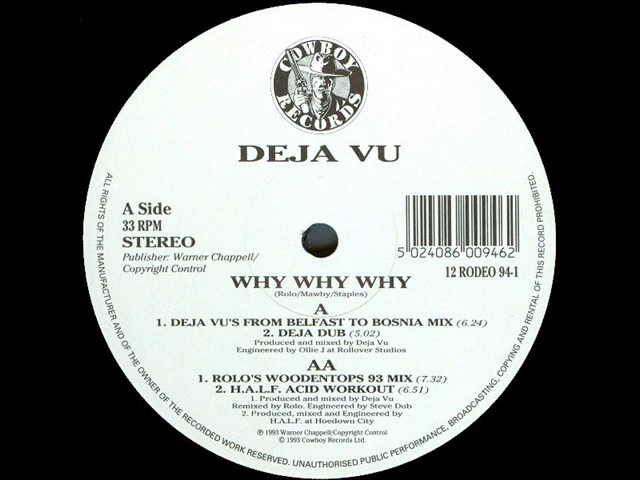 COWBOY
RECORDS
DEJA VU
A Side
33 RPM
STEREO
Publisher: Warner Chappell/
Copyright Control
5 024086 009462
12 RODEO 94-1
WHY WHY WHY
(Rolo/Mawby/Staples)
A
1. DEJA VU'S FROM BELFAST TO BOSNIA MIX (6.24)
2. DEJA DUB (5.02)
Produced and mixed by Deja Vu
Engineered by Ollie J at Rollover Studios
AA
1. ROLO'S WOODENTOPS 93 MIX (7.32)
2. H.A.L.F. ACID WORKOUT (6.51)
1. Produced and mixed by Deja Vu
Remixed by Rolo. Engineered by Steve Dub
2. Produced, mixed and Engineered by
H.A.L.F. at Hoedown City
℗ 1993 Warner Chappell/Copyright Control
© 1993 Cowboy Records Ltd.
ALL RIGHTS OF THE MANUFACTURER AND OF THE OWNER OF THE RECORDED WORK RESERVED. UNAUTHORISED PUBLIC PERFORMANCE, BROADCASTING, COPYING AND RENTAL OF THIS RECORD PROHIBITED.